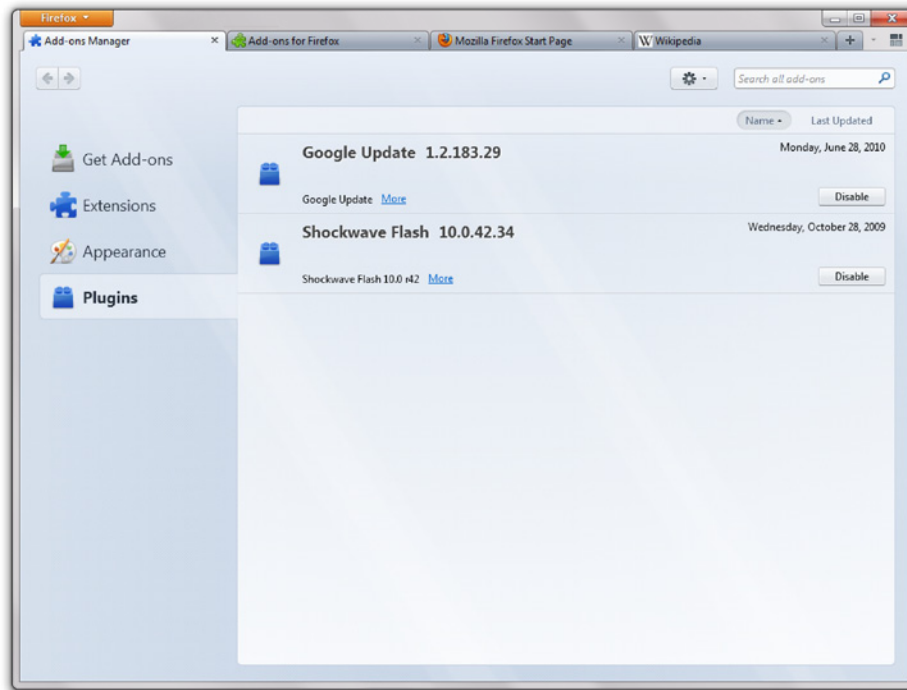 Firefox
Add-ons Manager
Add-ons for Firefox
Mozilla Firefox Start Page
W Wikipedia
Search all add-ons
Name
Last Updated
Get Add-ons
Extensions
Appearance
Plugins
Google Update 1.2.183.29
Monday, June 28, 2010
Google Update More
Disable
Shockwave Flash 10.0.42.34
Wednesday, October 28, 2009
Shockwave Flash 10.0 r42 More
Disable